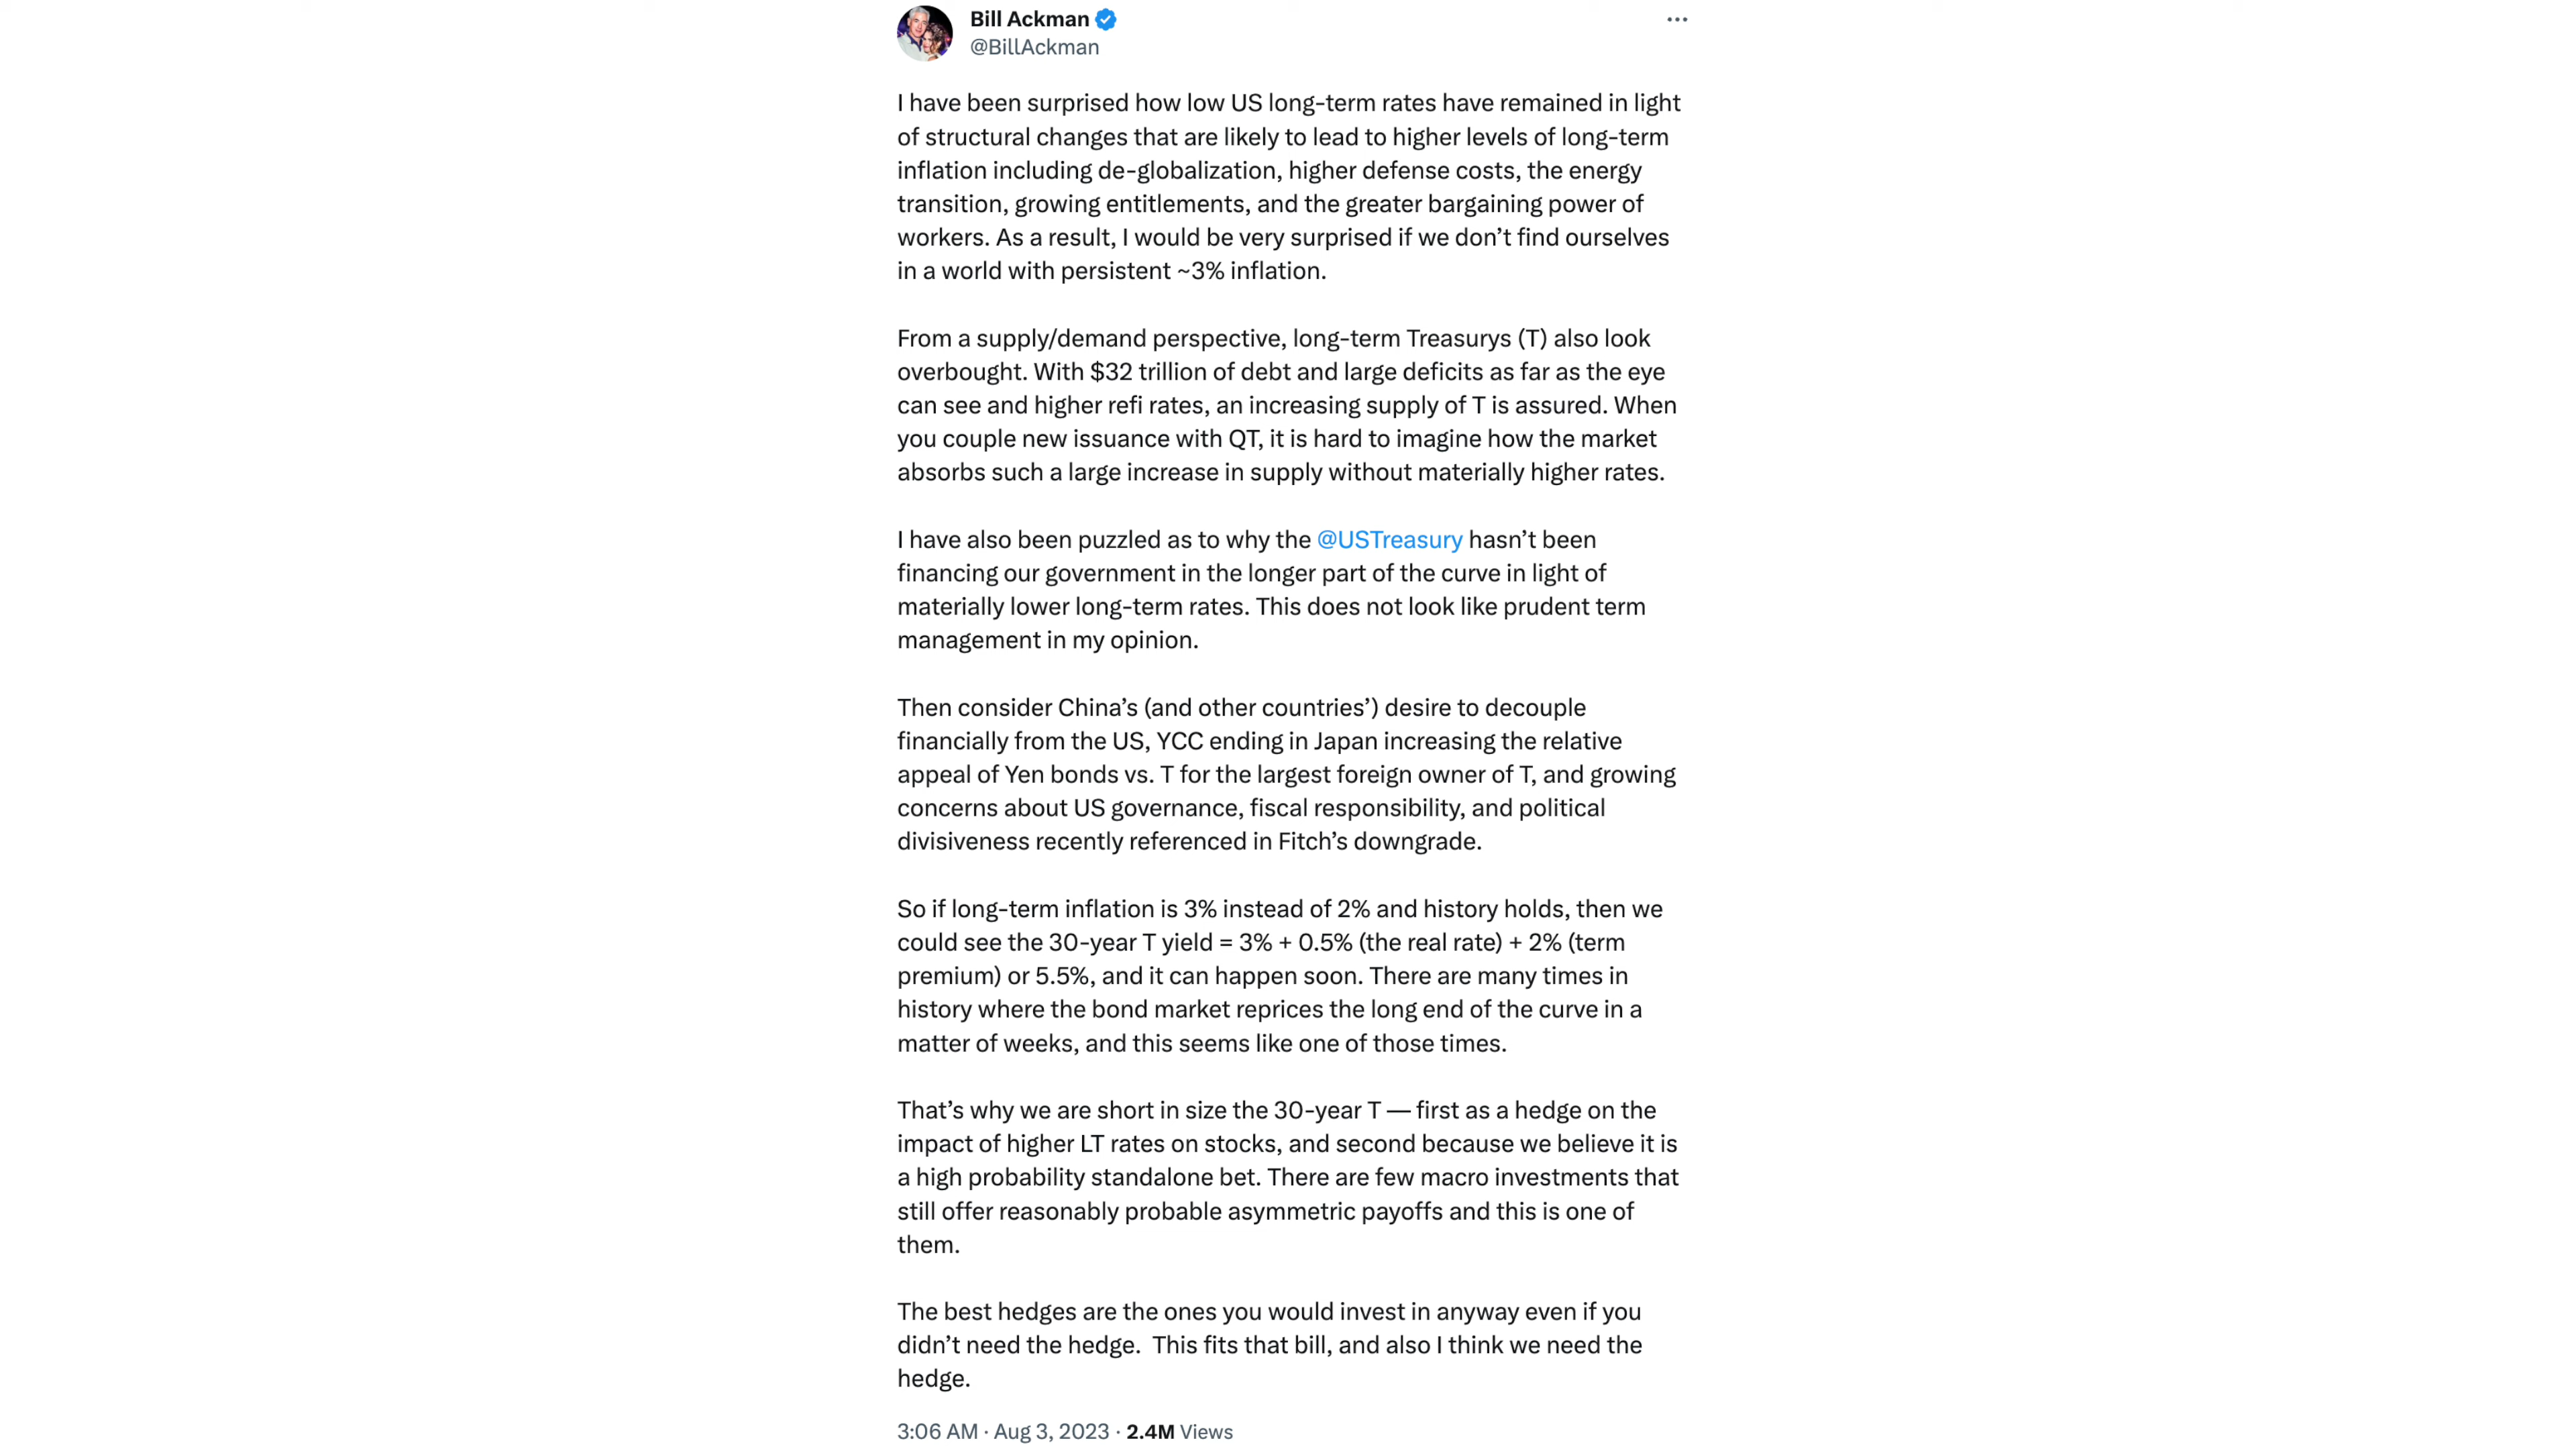 Bill Ackman
@BillAckman
I have been surprised how low US long-term rates have remained in light
of structural changes that are likely to lead to higher levels of long-term
inflation including de-globalization, higher defense costs, the energy
transition, growing entitlements, and the greater bargaining power of
workers. As a result, I would be very surprised if we don’t find ourselves
in a world with persistent ~3% inflation.
From a supply/demand perspective, long-term Treasurys (T) also look
overbought. With $32 trillion of debt and large deficits as far as the eye
can see and higher refi rates, an increasing supply of T is assured. When
you couple new issuance with QT, it is hard to imagine how the market
absorbs such a large increase in supply without materially higher rates.
I have also been puzzled as to why the @USTreasury hasn’t been
financing our government in the longer part of the curve in light of
materially lower long-term rates. This does not look like prudent term
management in my opinion.
Then consider China’s (and other countries’) desire to decouple
financially from the US, YCC ending in Japan increasing the relative
appeal of Yen bonds vs. T for the largest foreign owner of T, and growing
concerns about US governance, fiscal responsibility, and political
divisiveness recently referenced in Fitch’s downgrade.
So if long-term inflation is 3% instead of 2% and history holds, then we
could see the 30-year T yield = 3% + 0.5% (the real rate) + 2% (term
premium) or 5.5%, and it can happen soon. There are many times in
history where the bond market reprices the long end of the curve in a
matter of weeks, and this seems like one of those times.
That’s why we are short in size the 30-year T — first as a hedge on the
impact of higher LT rates on stocks, and second because we believe it is
a high probability standalone bet. There are few macro investments that
still offer reasonably probable asymmetric payoffs and this is one of
them.
The best hedges are the ones you would invest in anyway even if you
didn’t need the hedge.  This fits that bill, and also I think we need the
hedge.
3:06 AM · Aug 3, 2023 · 2.4M Views